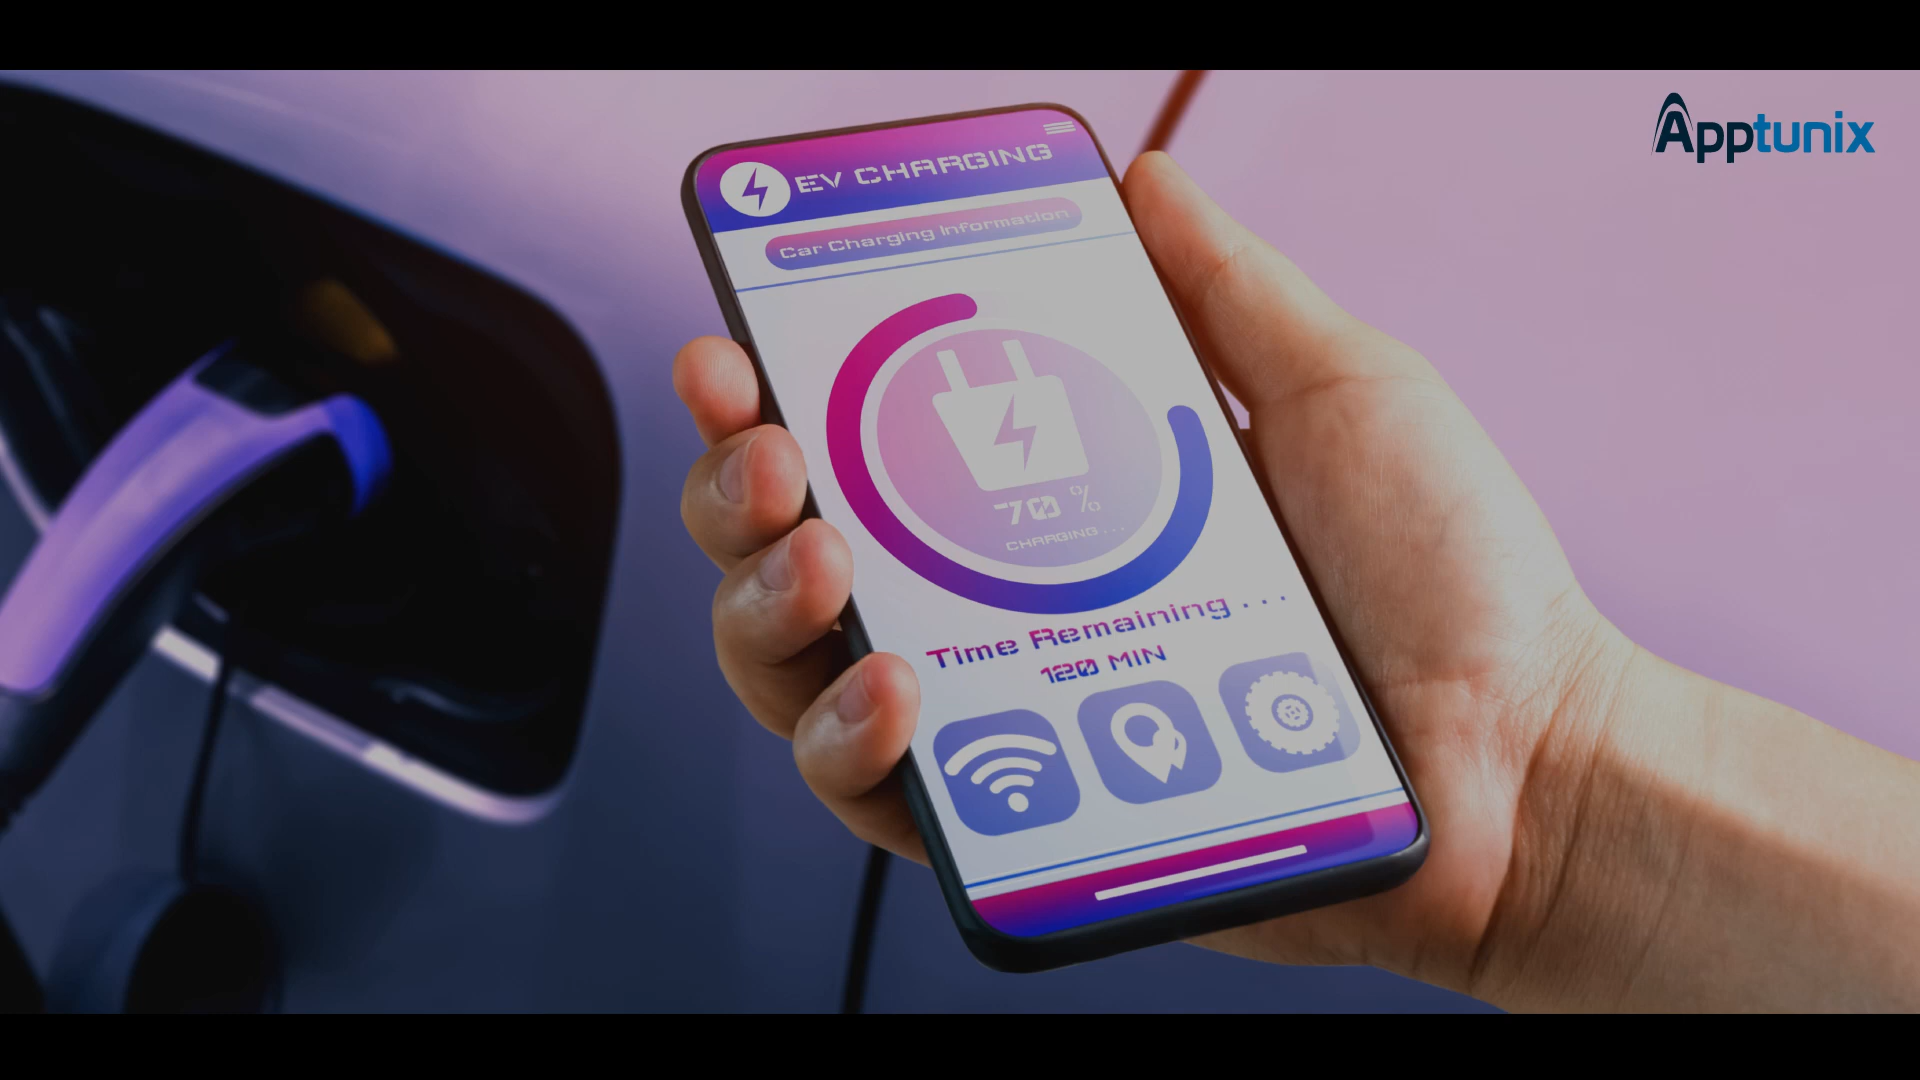 Apptunix
EV CHARGING
Car Charging Information
70 %
CHARGING...
Time Remaining...
120 MIN